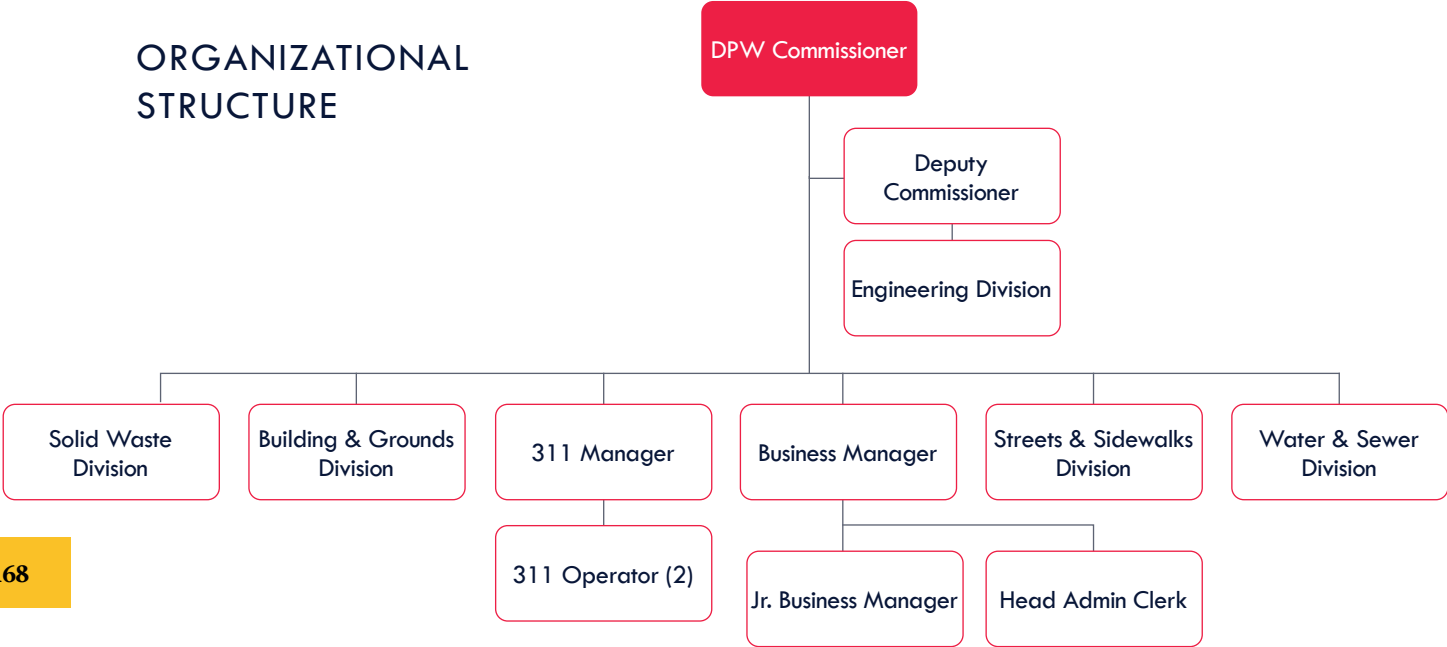 ORGANIZATIONAL
STRUCTURE
DPW Commissioner
Deputy
Commissioner
Engineering Division
Solid Waste
Division
Building & Grounds
Division
311 Manager
Business Manager
Streets & Sidewalks
Division
Water & Sewer
Division
311 Operator (2)
Jr. Business Manager
Head Admin Clerk
68